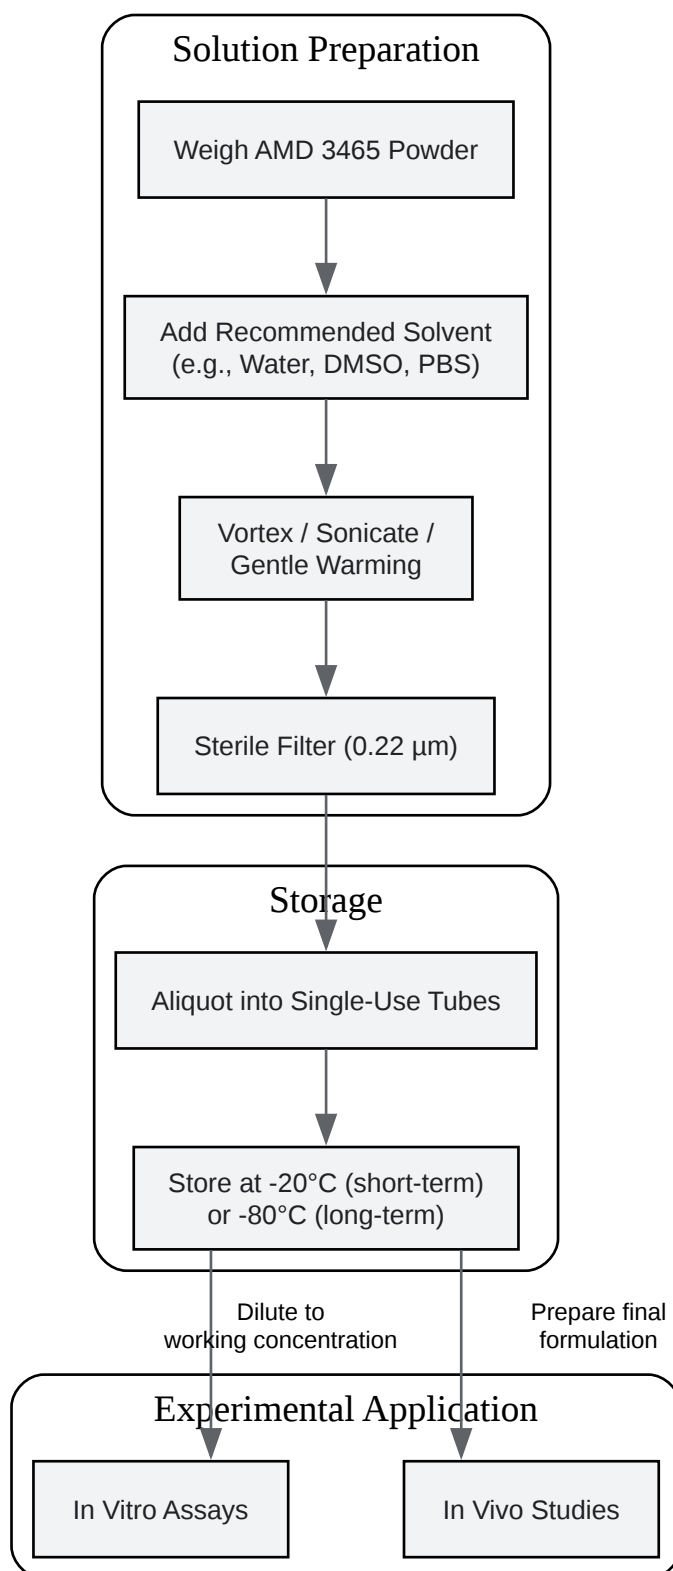 Solution Preparation
Weigh AMD 3465 Powder
Add Recommended Solvent
(e.g., Water, DMSO, PBS)
Vortex / Sonicate /
Gentle Warming
Sterile Filter (0.22 µm)
Storage
Aliquot into Single-Use Tubes
Store at -20°C (short-term)
or -80°C (long-term)
Dilute to
working concentration
Prepare final
formulation
Experimental Application
In Vitro Assays
In Vivo Studies